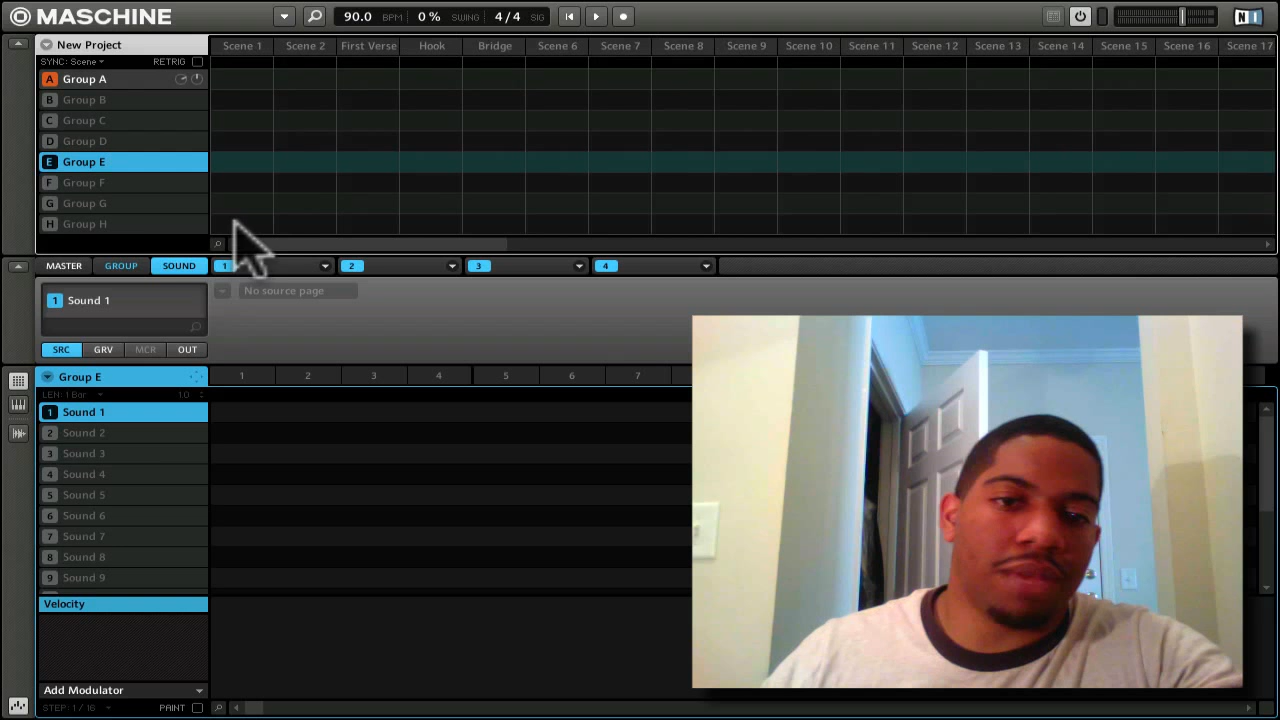 MASCHINE 90.0 BPM 0% SWING 4/4 SIG NI
New Project Scene 1 Scene 2 First Verse Hook Bridge Scene 6 Scene 7 Scene 8 Scene 9 Scene 10 Scene 11 Scene 12 Scene 13 Scene 14 Scene 15 Scene 16 Scene 17
SYNC: Scene RETRIG
A Group A
B Group B
C Group C
D Group D
E Group E
F Group F
G Group G
H Group H
MASTER GROUP SOUND 1 2 3 4
No source page
1 Sound 1
SRC GRV MCR OUT
Group E 1 2 3 4 5 6 7
LEN: 1 Bar 1.0
1 Sound 1
2 Sound 2
3 Sound 3
4 Sound 4
5 Sound 5
6 Sound 6
7 Sound 7
8 Sound 8
9 Sound 9
Velocity
Add Modulator
STEP: 1 / 16 PAINT